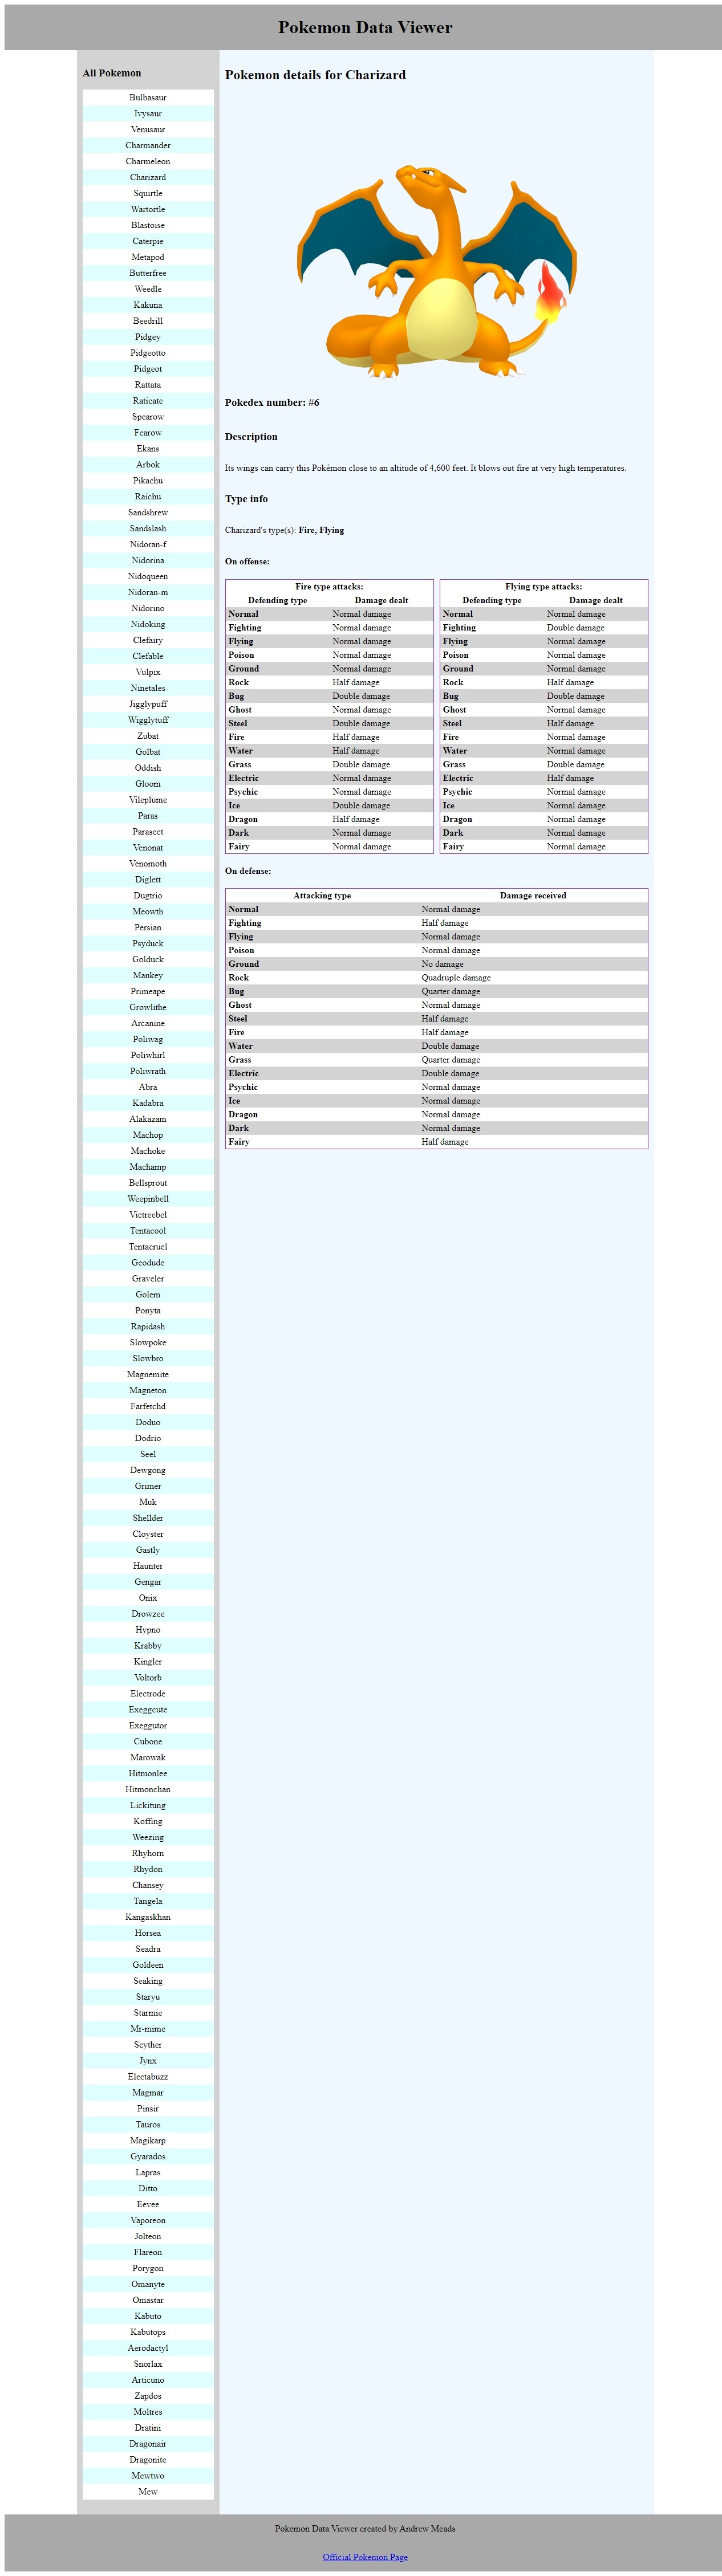 Pokemon Data Viewer
All Pokemon
Bulbasaur
Ivysaur
Venusaur
Charmander
Charmeleon
Charizard
Squirtle
Wartortle
Blastoise
Caterpie
Metapod
Butterfree
Weedle
Kakuna
Beedrill
Pidgey
Pidgeotto
Pidgeot
Rattata
Raticate
Spearow
Fearow
Ekans
Arbok
Pikachu
Raichu
Sandshrew
Sandslash
Nidoran-f
Nidorina
Nidoqueen
Nidoran-m
Nidorino
Nidoking
Clefairy
Clefable
Vulpix
Ninetales
Jigglypuff
Wigglytuff
Zubat
Golbat
Oddish
Gloom
Vileplume
Paras
Parasect
Venonat
Venomoth
Diglett
Dugtrio
Meowth
Persian
Psyduck
Golduck
Mankey
Primeape
Growlithe
Arcanine
Poliwag
Poliwhirl
Poliwrath
Abra
Kadabra
Alakazam
Machop
Machoke
Machamp
Bellsprout
Weepinbell
Victreebel
Tentacool
Tentacruel
Geodude
Graveler
Golem
Ponyta
Rapidash
Slowpoke
Slowbro
Magnemite
Magneton
Farfetchd
Doduo
Dodrio
Seel
Dewgong
Grimer
Muk
Shellder
Cloyster
Gastly
Haunter
Gengar
Onix
Drowzee
Hypno
Krabby
Kingler
Voltorb
Electrode
Exeggcute
Exeggutor
Cubone
Marowak
Hitmonlee
Hitmonchan
Lickitung
Koffing
Weezing
Rhyhorn
Rhydon
Chansey
Tangela
Kangaskhan
Horsea
Seadra
Goldeen
Seaking
Staryu
Starmie
Mr-mime
Scyther
Jynx
Electabuzz
Magmar
Pinsir
Tauros
Magikarp
Gyarados
Lapras
Ditto
Eevee
Vaporeon
Jolteon
Flareon
Porygon
Omanyte
Omastar
Kabuto
Kabutops
Aerodactyl
Snorlax
Articuno
Zapdos
Moltres
Dratini
Dragonair
Dragonite
Mewtwo
Mew
Pokemon details for Charizard
Pokedex number: #6
Description
Its wings can carry this Pokémon close to an altitude of 4,600 feet. It blows out fire at very high temperatures.
Type info
Charizard's type(s): Fire, Flying
On offense:
Fire type attacks:
Defending type Damage dealt
Normal Normal damage
Fighting Normal damage
Flying Normal damage
Poison Normal damage
Ground Normal damage
Rock Half damage
Bug Double damage
Ghost Normal damage
Steel Double damage
Fire Half damage
Water Half damage
Grass Double damage
Electric Normal damage
Psychic Normal damage
Ice Double damage
Dragon Half damage
Dark Normal damage
Fairy Normal damage
Flying type attacks:
Defending type Damage dealt
Normal Normal damage
Fighting Double damage
Flying Normal damage
Poison Normal damage
Ground Normal damage
Rock Half damage
Bug Double damage
Ghost Normal damage
Steel Half damage
Fire Normal damage
Water Normal damage
Grass Double damage
Electric Half damage
Psychic Normal damage
Ice Normal damage
Dragon Normal damage
Dark Normal damage
Fairy Normal damage
On defense:
Attacking type Damage received
Normal Normal damage
Fighting Half damage
Flying Normal damage
Poison Normal damage
Ground No damage
Rock Quadruple damage
Bug Quarter damage
Ghost Normal damage
Steel Half damage
Fire Half damage
Water Double damage
Grass Quarter damage
Electric Double damage
Psychic Normal damage
Ice Normal damage
Dragon Normal damage
Dark Normal damage
Fairy Half damage
Pokemon Data Viewer created by Andrew Meads
Official Pokemon Page